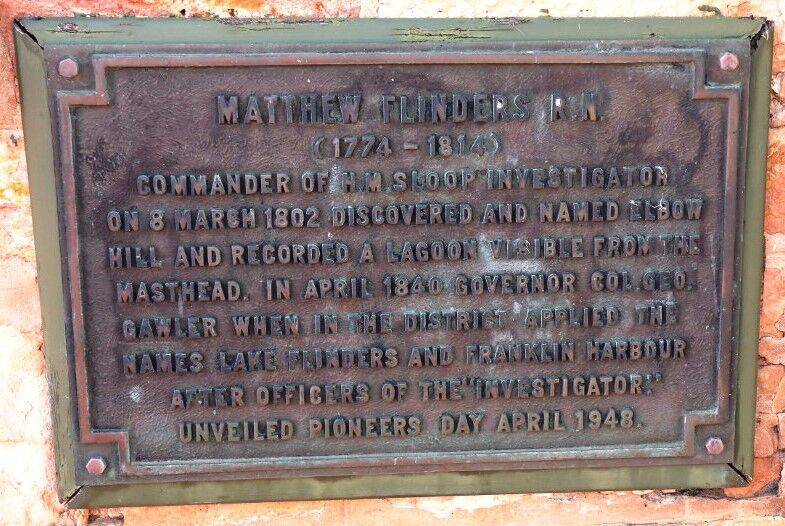 MATTHEW FLINDERS R.N.
(1774 - 1814)
COMMANDER OF H.M. SLOOP "INVESTIGATOR
ON 8 MARCH 1802 DISCOVERED AND NAMED ELBOW
HILL AND RECORDED A LAGOON VISIBLE FROM THE
MASTHEAD. IN APRIL 1840 GOVERNOR COL. GEO.
GAWLER WHEN IN THE DISTRICT APPLIED THE
NAMES LAKE FLINDERS AND FRANKLIN HARBOUR
AFTER OFFICERS OF THE "INVESTIGATOR."
UNVEILED PIONEERS DAY APRIL 1948.